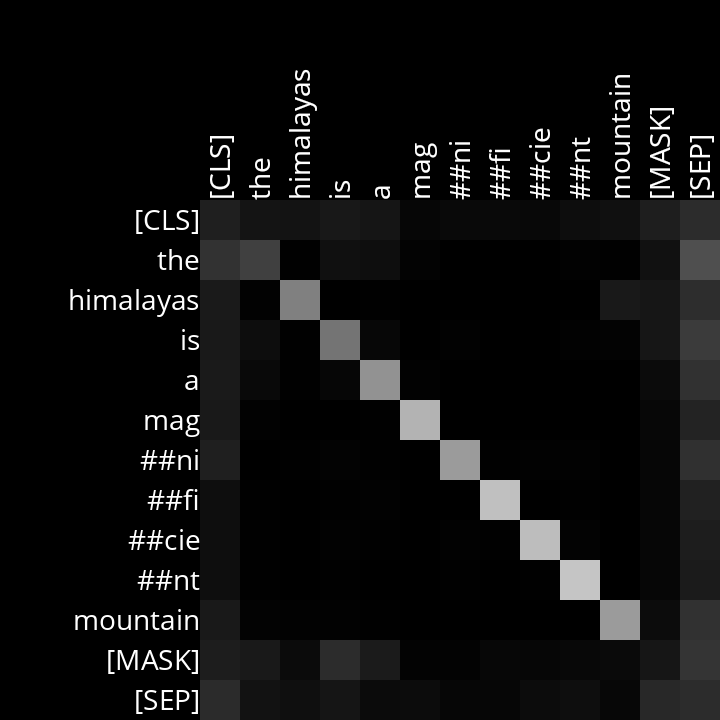 [CLS]
the
himalayas
is
a
mag
##ni
##fi
##cie
##nt
mountain
[MASK]
[SEP]
[CLS]
the
himalayas
is
a
mag
##ni
##fi
##cie
##nt
mountain
[MASK]
[SEP]